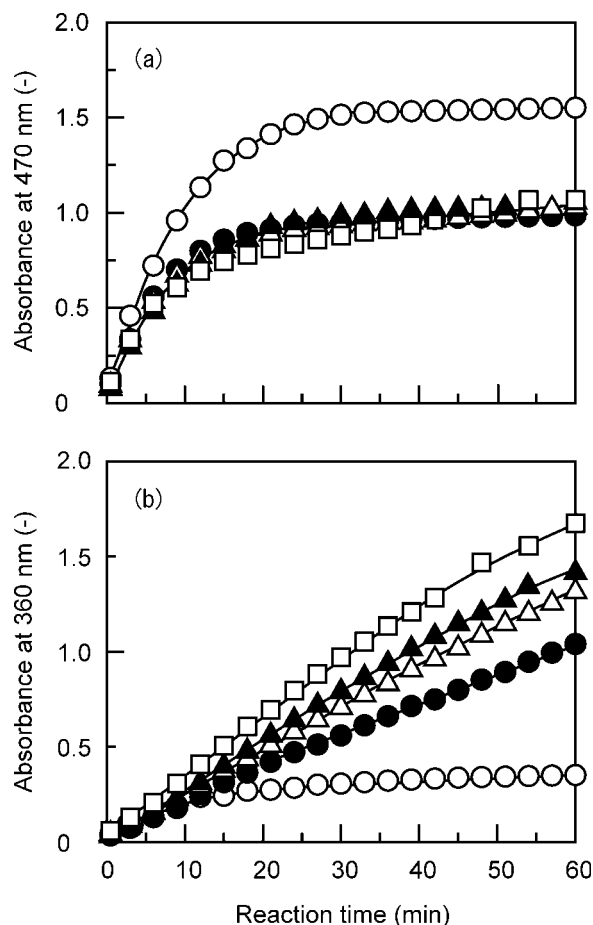 2.0
(a)
1.5
1.0
0.5
0
Absorbance at 470 nm (-)
2.0
(b)
1.5
1.0
0.5
0
Absorbance at 360 nm (-)
0 10 20 30 40 50 60
Reaction time (min)